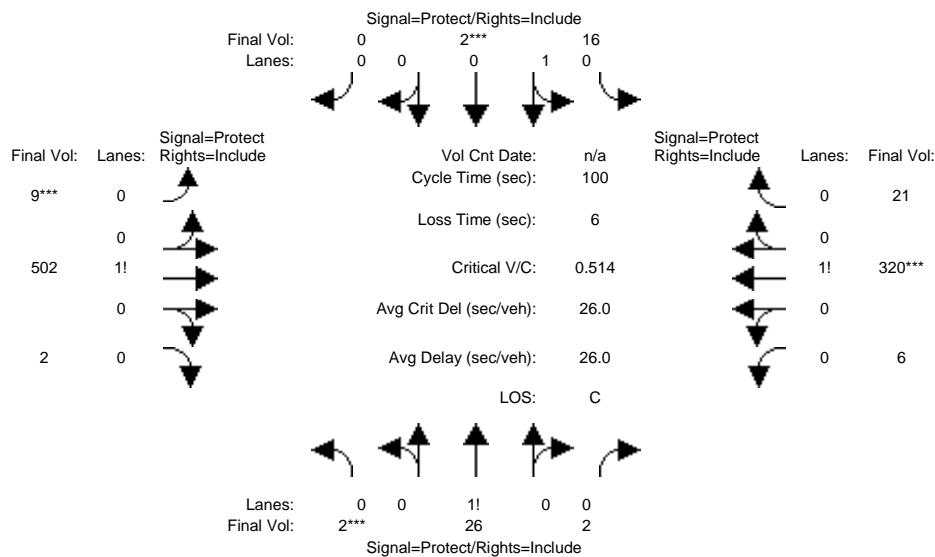 Signal=Protect/Rights=Include
Final Vol: 0 2*** 16
Lanes: 0 0 0 1 0
Signal=Protect Signal=Protect
Final Vol: Lanes: Rights=Include Vol Cnt Date: n/a Rights=Include Lanes: Final Vol:
Cycle Time (sec): 100
9*** 0 0 21
Loss Time (sec): 6
0 0
502 1! Critical V/C: 0.514 1! 320***
0 Avg Crit Del (sec/veh): 26.0 0
2 0 Avg Delay (sec/veh): 26.0 0 6
LOS: C
Lanes: 0 0 1! 0 0
Final Vol: 2*** 26 2
Signal=Protect/Rights=Include